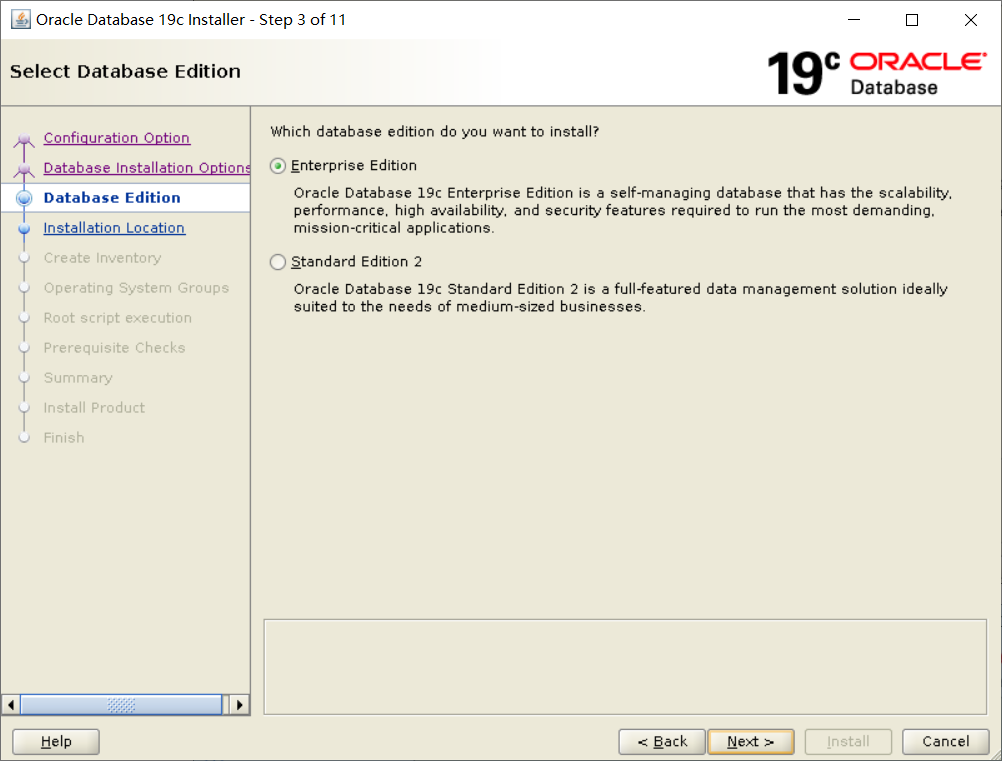 Oracle Database 19c Installer - Step 3 of 11
Select Database Edition
19c ORACLE
Database
Configuration Option
Database Installation Options
Database Edition
Installation Location
Create Inventory
Operating System Groups
Root script execution
Prerequisite Checks
Summary
Install Product
Finish
Which database edition do you want to install?
Enterprise Edition
Oracle Database 19c Enterprise Edition is a self-managing database that has the scalability,
performance, high availability, and security features required to run the most demanding,
mission-critical applications.
Standard Edition 2
Oracle Database 19c Standard Edition 2 is a full-featured data management solution ideally
suited to the needs of medium-sized businesses.
Help
< Back
Next >
Install
Cancel